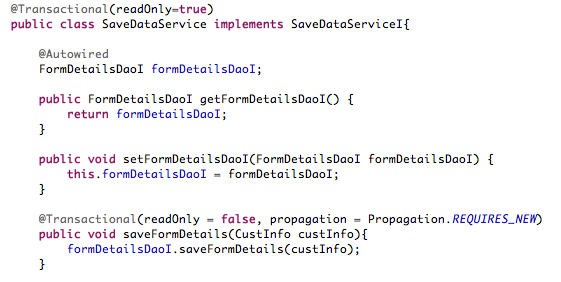 @Transactional(readOnly=true)
public class SaveDataService implements SaveDataServiceI{
@Autowired
FormDetailsDaoI formDetailsDaoI;
public FormDetailsDaoI getFormDetailsDaoI() {
return formDetailsDaoI;
}
public void setFormDetailsDaoI(FormDetailsDaoI formDetailsDaoI) {
this.formDetailsDaoI = formDetailsDaoI;
}
@Transactional(readOnly = false, propagation = Propagation.REQUIRES_NEW)
public void saveFormDetails(CustInfo custInfo){
formDetailsDaoI.saveFormDetails(custInfo);
}